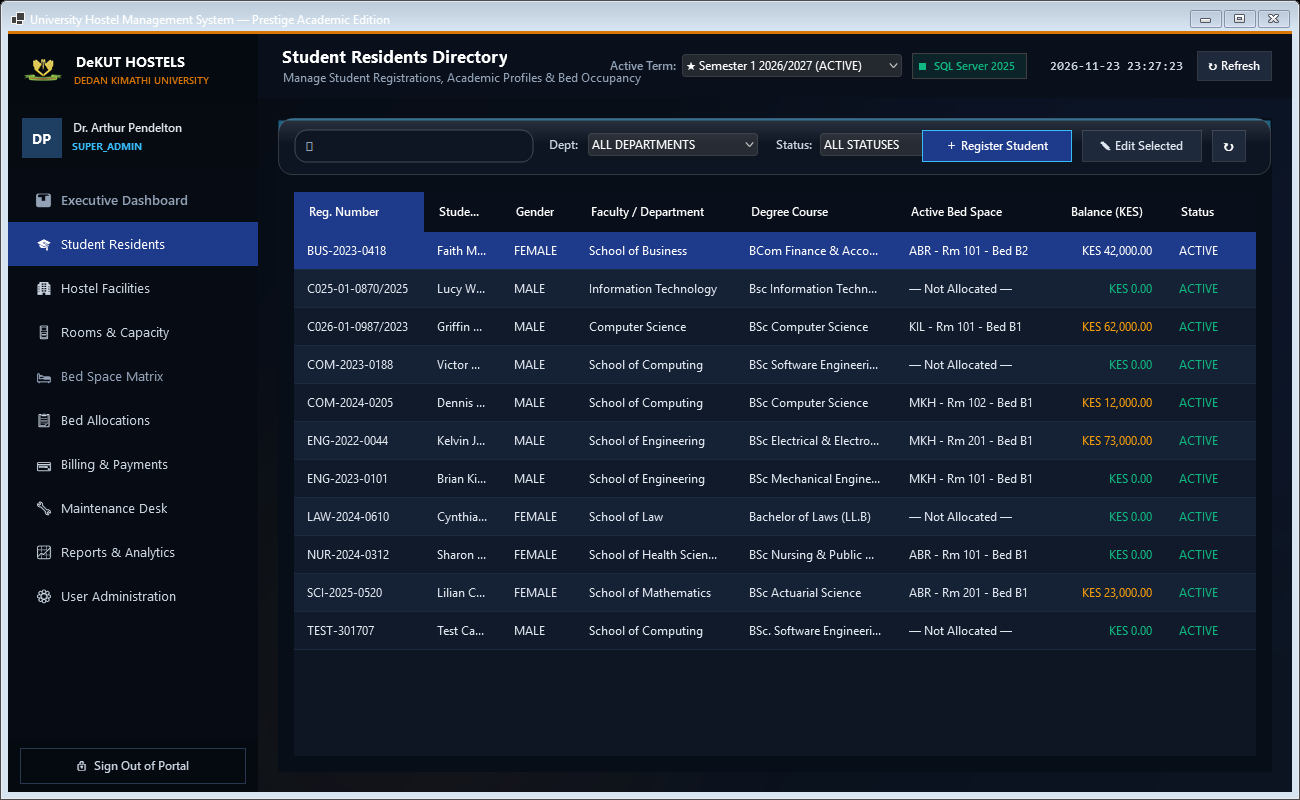 University Hostel Management System — Prestige Academic Edition
DeKUT HOSTELS
DEDAN KIMATHI UNIVERSITY
DP
Dr. Arthur Pendelton
SUPER_ADMIN
Executive Dashboard
Student Residents
Hostel Facilities
Rooms & Capacity
Bed Space Matrix
Bed Allocations
Billing & Payments
Maintenance Desk
Reports & Analytics
User Administration
Sign Out of Portal
Student Residents Directory
Manage Student Registrations, Academic Profiles & Bed Occupancy
Active Term: ★ Semester 1 2026/2027 (ACTIVE)
SQL Server 2025
2026-11-23 23:27:23
↻ Refresh
Dept: ALL DEPARTMENTS
Status: ALL STATUSES
+ Register Student
✎ Edit Selected
↻
Reg. Number Stude... Gender Faculty / Department Degree Course Active Bed Space Balance (KES) Status
BUS-2023-0418 Faith M... FEMALE School of Business BCom Finance & Acco... ABR - Rm 101 - Bed B2 KES 42,000.00 ACTIVE
C025-01-0870/2025 Lucy W... MALE Information Technology Bsc Information Techn... — Not Allocated — KES 0.00 ACTIVE
C026-01-0987/2023 Griffin ... MALE Computer Science BSc Computer Science KIL - Rm 101 - Bed B1 KES 62,000.00 ACTIVE
COM-2023-0188 Victor ... MALE School of Computing BSc Software Engineeri... — Not Allocated — KES 0.00 ACTIVE
COM-2024-0205 Dennis ... MALE School of Computing BSc Computer Science MKH - Rm 102 - Bed B1 KES 12,000.00 ACTIVE
ENG-2022-0044 Kelvin J... MALE School of Engineering BSc Electrical & Electro... MKH - Rm 201 - Bed B1 KES 73,000.00 ACTIVE
ENG-2023-0101 Brian Ki... MALE School of Engineering BSc Mechanical Engine... MKH - Rm 101 - Bed B1 KES 0.00 ACTIVE
LAW-2024-0610 Cynthia... FEMALE School of Law Bachelor of Laws (LL.B) — Not Allocated — KES 0.00 ACTIVE
NUR-2024-0312 Sharon ... FEMALE School of Health Scien... BSc Nursing & Public ... ABR - Rm 101 - Bed B1 KES 0.00 ACTIVE
SCI-2025-0520 Lilian C... FEMALE School of Mathematics BSc Actuarial Science ABR - Rm 201 - Bed B1 KES 23,000.00 ACTIVE
TEST-301707 Test Ca... MALE School of Computing BSc. Software Engineeri... — Not Allocated — KES 0.00 ACTIVE